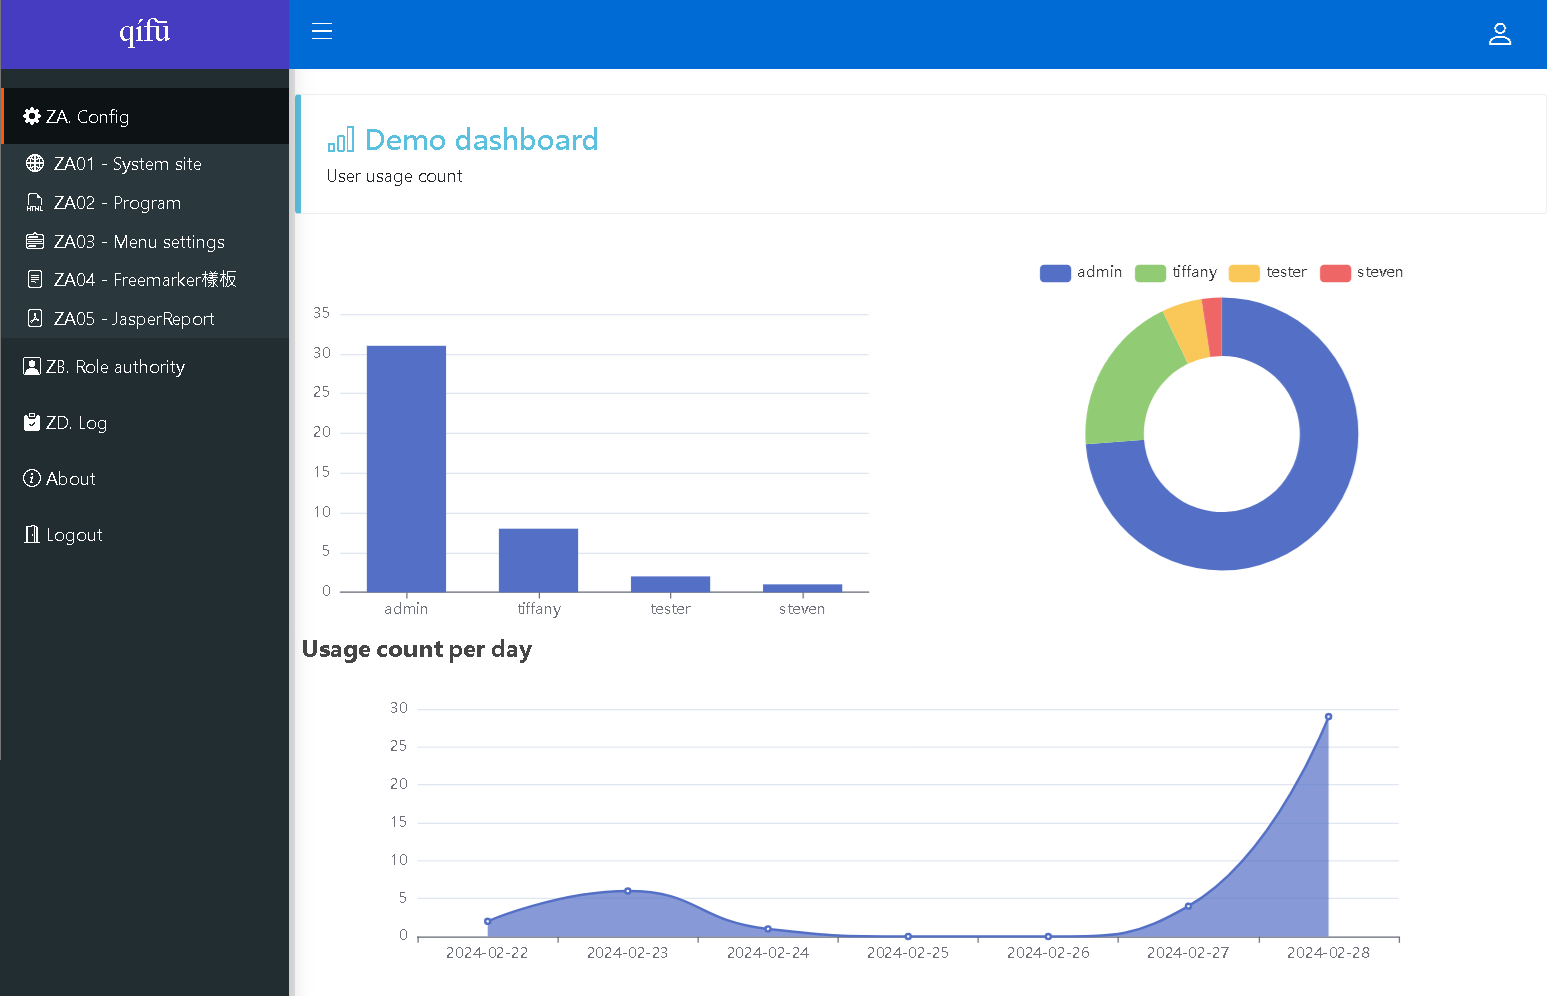 qífū
ZA. Config
ZA01 - System site
HTML
ZA02 - Program
ZA03 - Menu settings
ZA04 - Freemarker樣板
ZA05 - JasperReport
ZB. Role authority
ZD. Log
About
Logout
Demo dashboard
User usage count
35
30
25
20
15
10
5
0
admin
tiffany
tester
steven
admin
tiffany
tester
steven
Usage count per day
30
25
20
15
10
5
0
2024-02-22
2024-02-23
2024-02-24
2024-02-25
2024-02-26
2024-02-27
2024-02-28